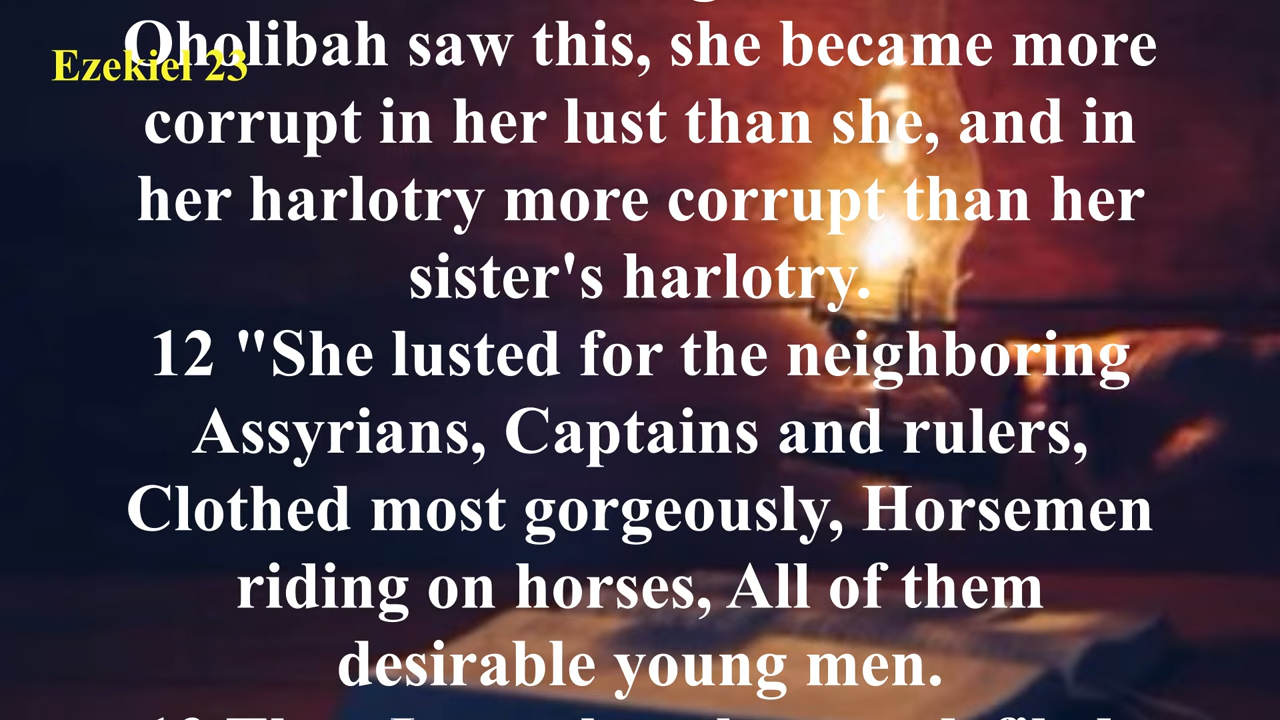 Ezekiel 23
Oholibah saw this, she became more
corrupt in her lust than she, and in
her harlotry more corrupt than her
sister's harlotry.
12 "She lusted for the neighboring
Assyrians, Captains and rulers,
Clothed most gorgeously, Horsemen
riding on horses, All of them
desirable young men.